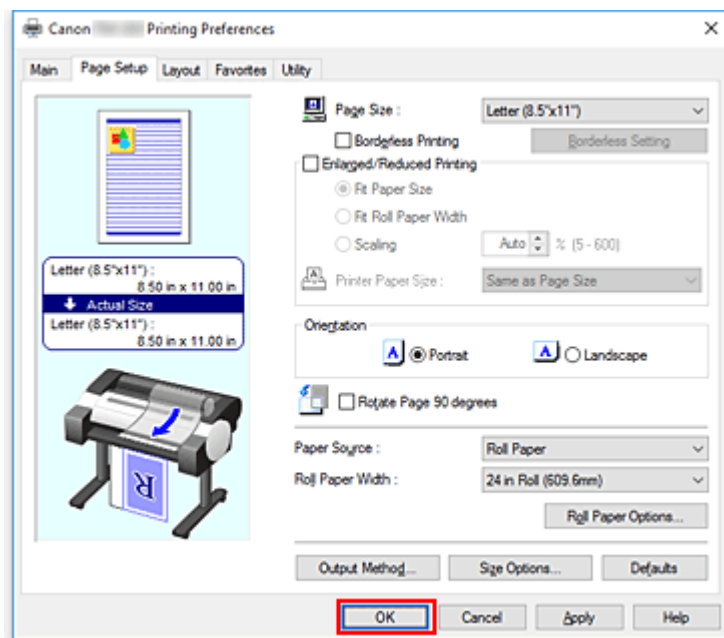 Canon Printing Preferences
Main Page Setup Layout Favorites Utility
Page Size : Letter (8.5"x11")
Borderless Printing Borderless Setting
Enlarged/Reduced Printing
Fit Paper Size
Fit Roll Paper Width
Scaling Auto % (5 - 600)
Printer Paper Size : Same as Page Size
Letter (8.5"x11") :
8.50 in x 11.00 in
Actual Size
Letter (8.5"x11") :
8.50 in x 11.00 in
Orientation
A Portrait A Landscape
Rotate Page 90 degrees
Paper Source : Roll Paper
Roll Paper Width : 24 in Roll (609.6mm)
R
Roll Paper Options...
Output Method... Size Options... Defaults
OK Cancel Apply Help